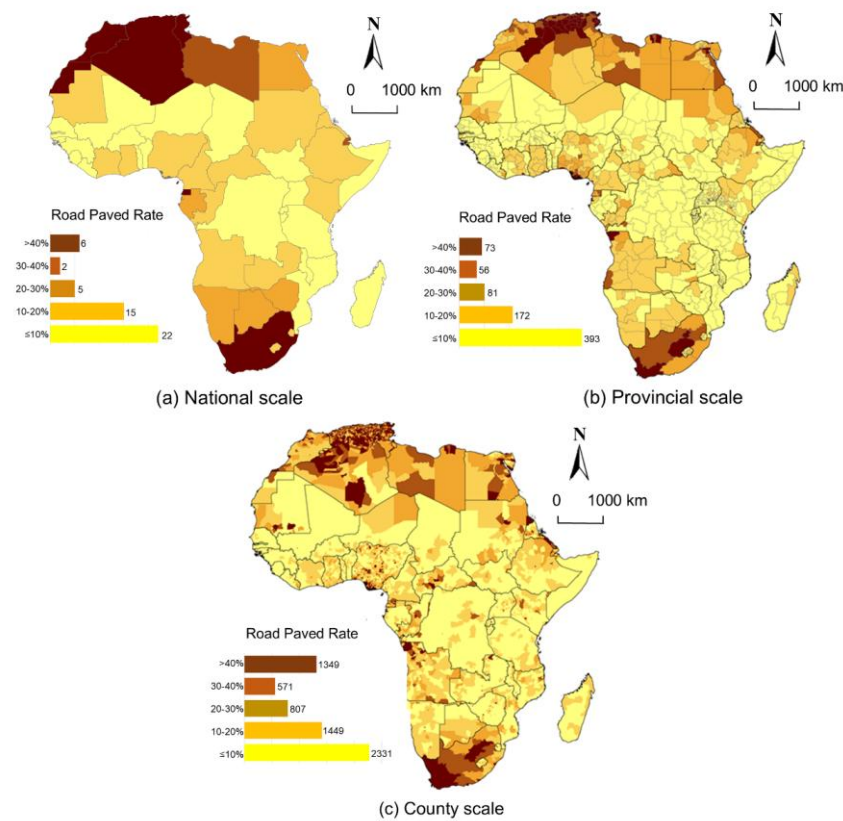 N
0 1000 km
Road Paved Rate
>40% 6
30-40% 2
20-30% 5
10-20% 15
≤10% 22
(a) National scale
N
0 1000 km
Road Paved Rate
>40% 73
30-40% 56
20-30% 81
10-20% 172
≤10% 393
(b) Provincial scale
N
0 1000 km
Road Paved Rate
>40% 1349
30-40% 571
20-30% 807
10-20% 1449
≤10% 2331
(c) County scale